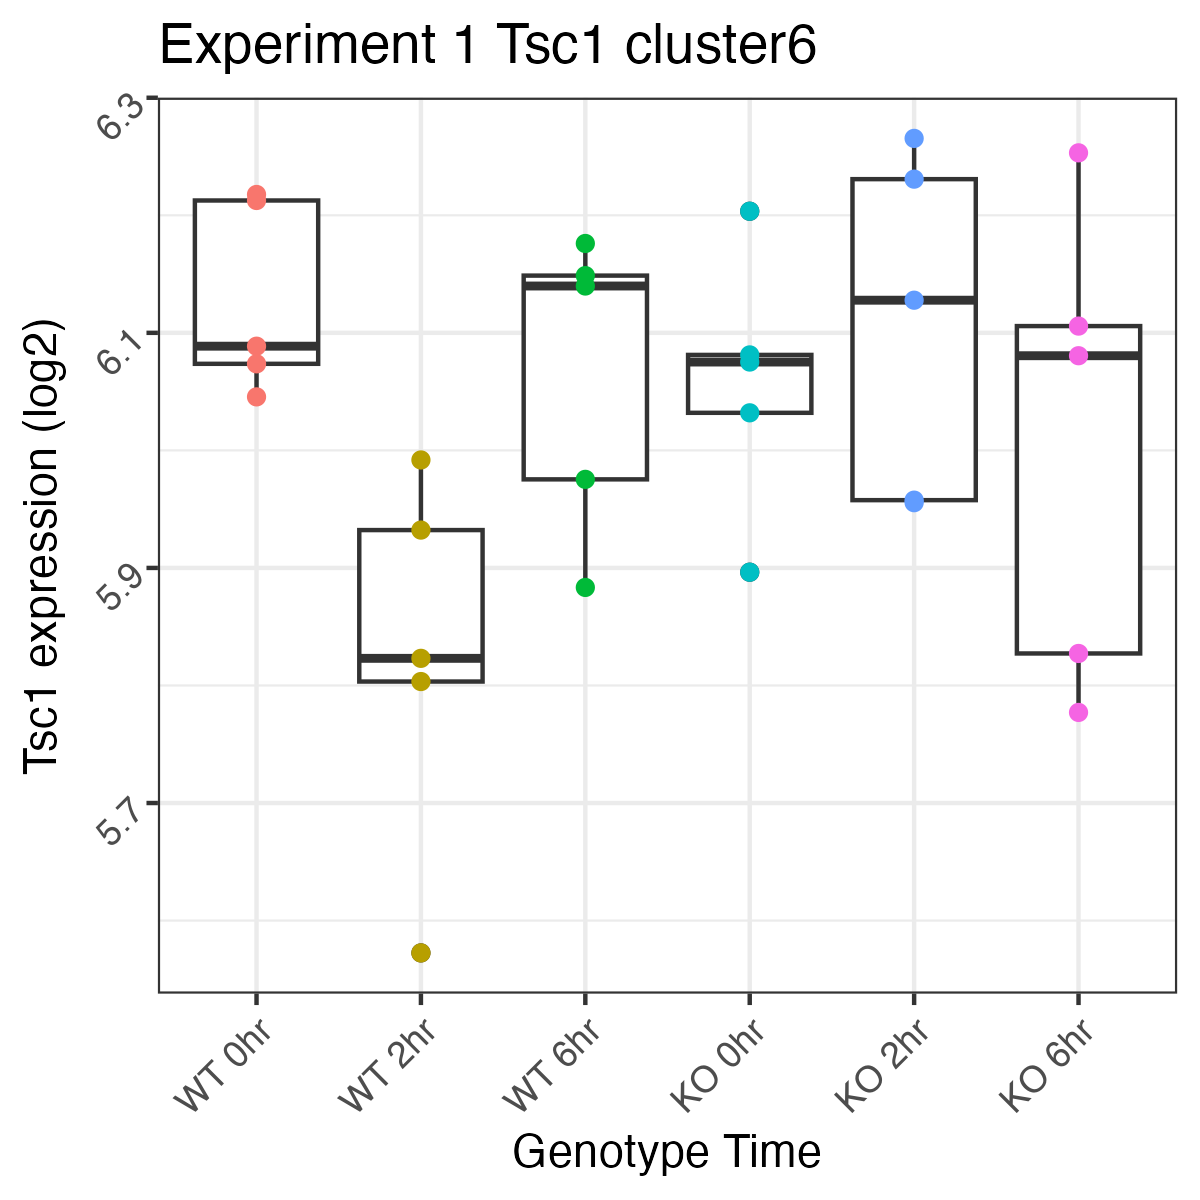 Experiment 1 Tsc1 cluster6
Tsc1 expression (log2)
6.3
6.1
5.9
5.7
WT 0hr
WT 2hr
WT 6hr
KO 0hr
KO 2hr
KO 6hr
Genotype Time